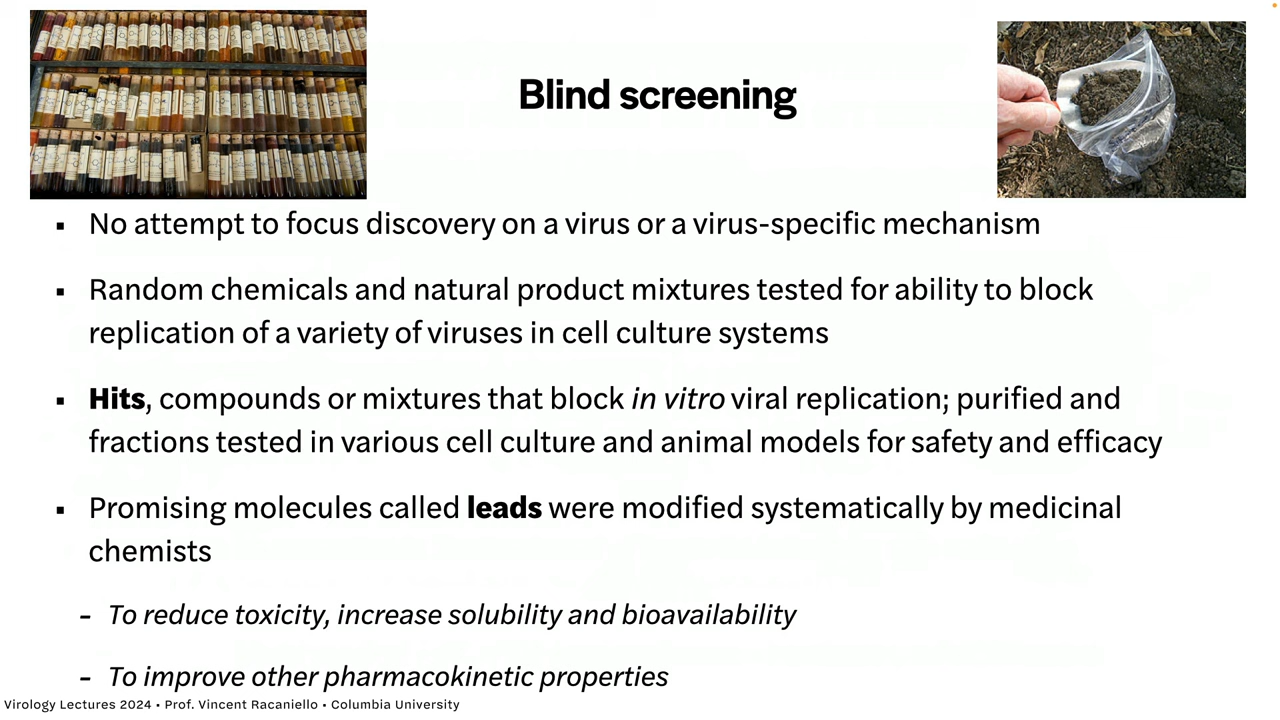 Blind screening
▪ No attempt to focus discovery on a virus or a virus-specific mechanism
▪ Random chemicals and natural product mixtures tested for ability to block
replication of a variety of viruses in cell culture systems
▪ Hits, compounds or mixtures that block in vitro viral replication; purified and
fractions tested in various cell culture and animal models for safety and efficacy
▪ Promising molecules called leads were modified systematically by medicinal
chemists
- To reduce toxicity, increase solubility and bioavailability
- To improve other pharmacokinetic properties
Virology Lectures 2024 • Prof. Vincent Racaniello • Columbia University